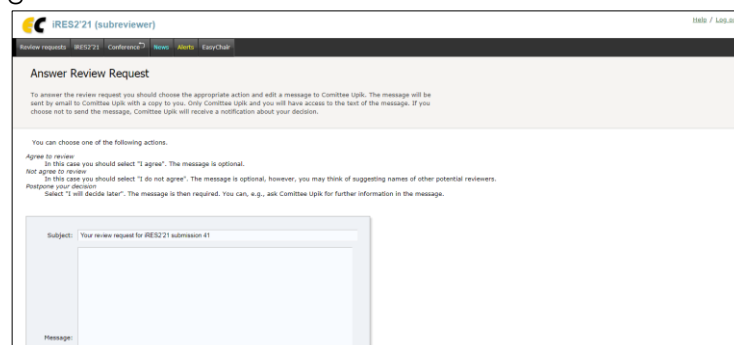 iRES2'21 (subreviewer)
Help / Log o
Review requests iRES2'21 Conference News Alerts EasyChair
Answer Review Request
To answer the review request you should choose the appropriate action and edit a message to Comittee Upik. The message will be
sent by email to Comittee Upik with a copy to you. Only Comittee Upik and you will have access to the text of the message. If you
choose not to send the message, Comittee Upik will receive a notification about your decision.
You can choose one of the following actions.
Agree to review
In this case you should select "I agree". The message is optional.
Not agree to review
In this case you should select "I do not agree". The message is optional, however, you may think of suggesting names of other potential reviewers.
Postpone your decision
Select "I will decide later". The message is then required. You can, e.g., ask Comittee Upik for further information in the message.
Subject: Your review request for iRES2'21 submission 41
Message: